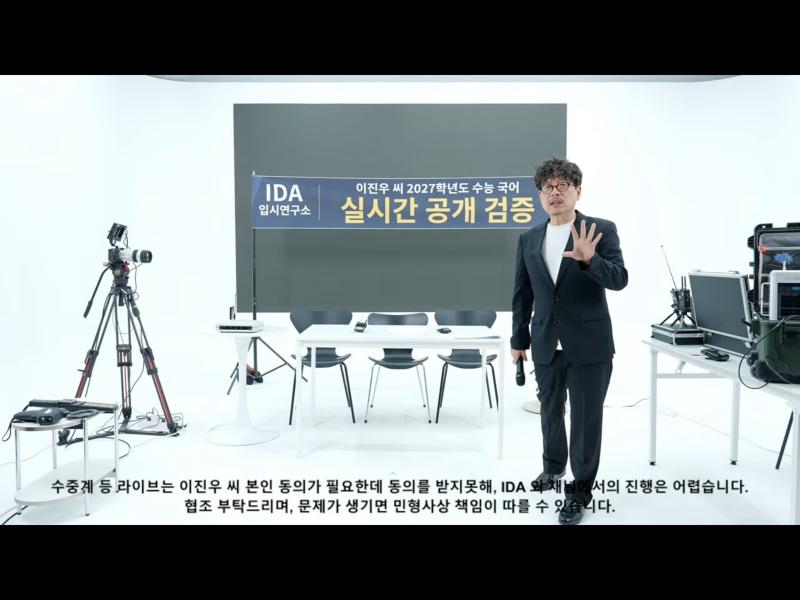 IDA
입시연구소
이진우 씨 2027학년도 수능 국어
실시간 공개 검증
수중계 등 라이브는 이진우 씨 본인 동의가 필요한데 동의를 받지못해, IDA 외 채널에서의 진행은 어렵습니다.
협조 부탁드리며, 문제가 생기면 민형사상 책임이 따를 수 있습니다.